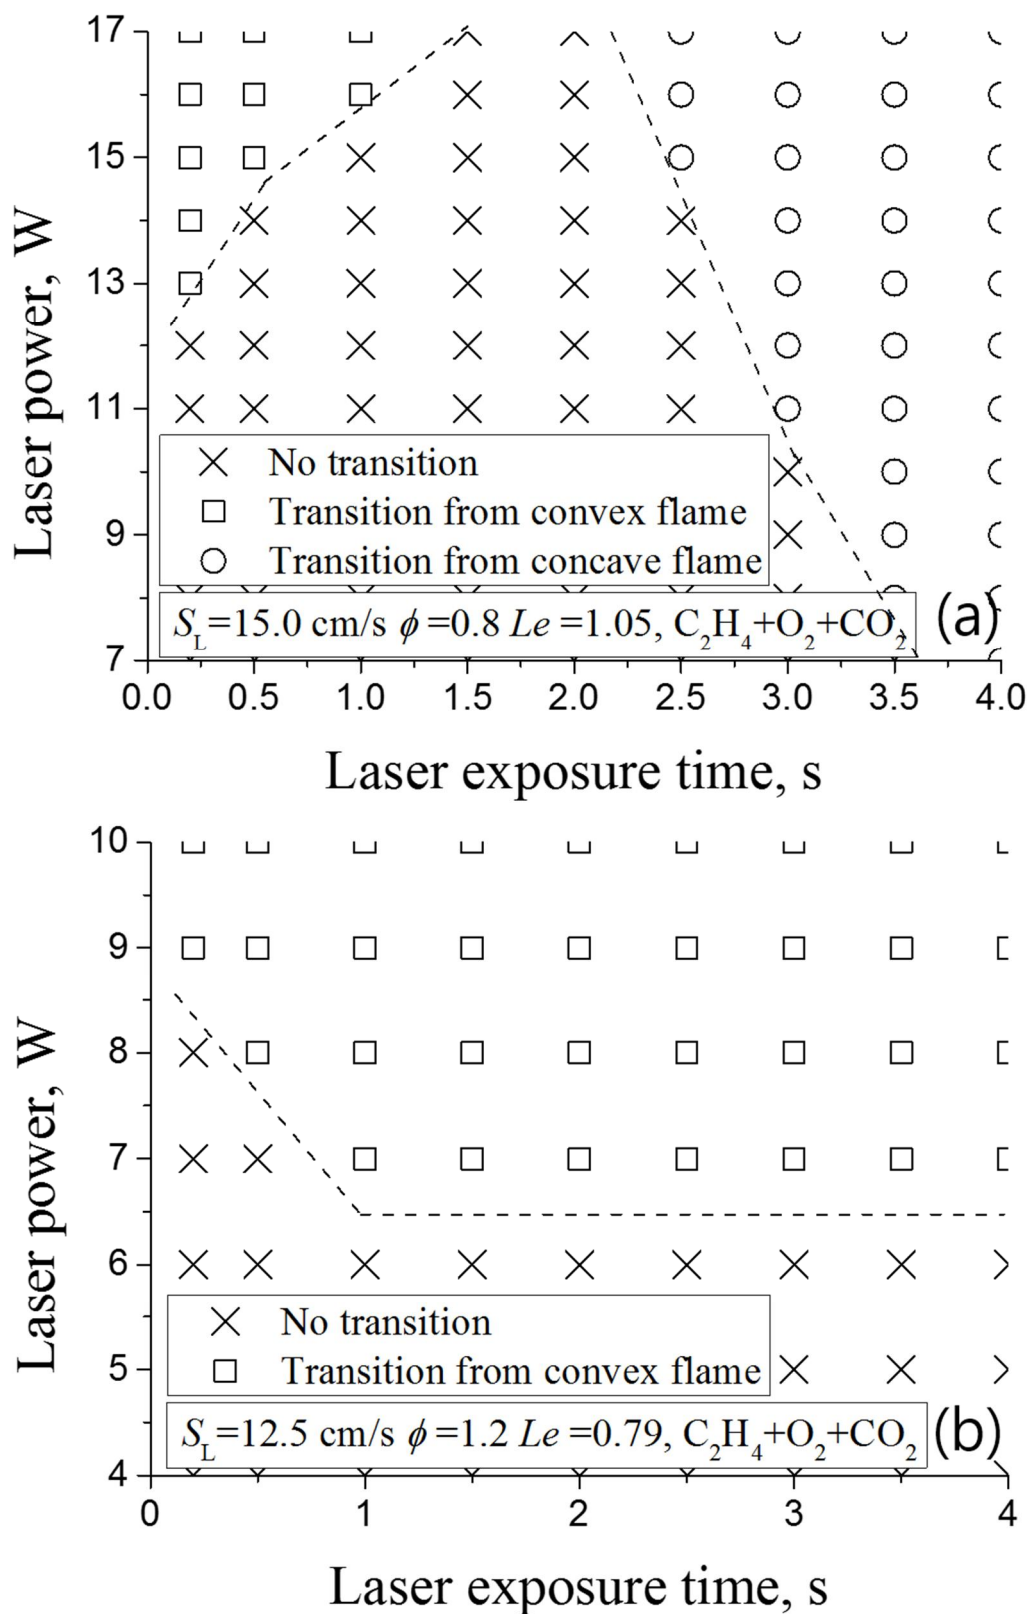 17
15
13
11
9
7
Laser power, W
No transition
Transition from convex flame
Transition from concave flame
S_L=15.0 cm/s ϕ=0.8 Le=1.05, C₂H₄+O₂+CO₂
(a)
0.0 0.5 1.0 1.5 2.0 2.5 3.0 3.5 4.0
Laser exposure time, s
10
9
8
7
6
5
4
Laser power, W
No transition
Transition from convex flame
S_L=12.5 cm/s ϕ=1.2 Le=0.79, C₂H₄+O₂+CO₂
(b)
0 1 2 3 4
Laser exposure time, s